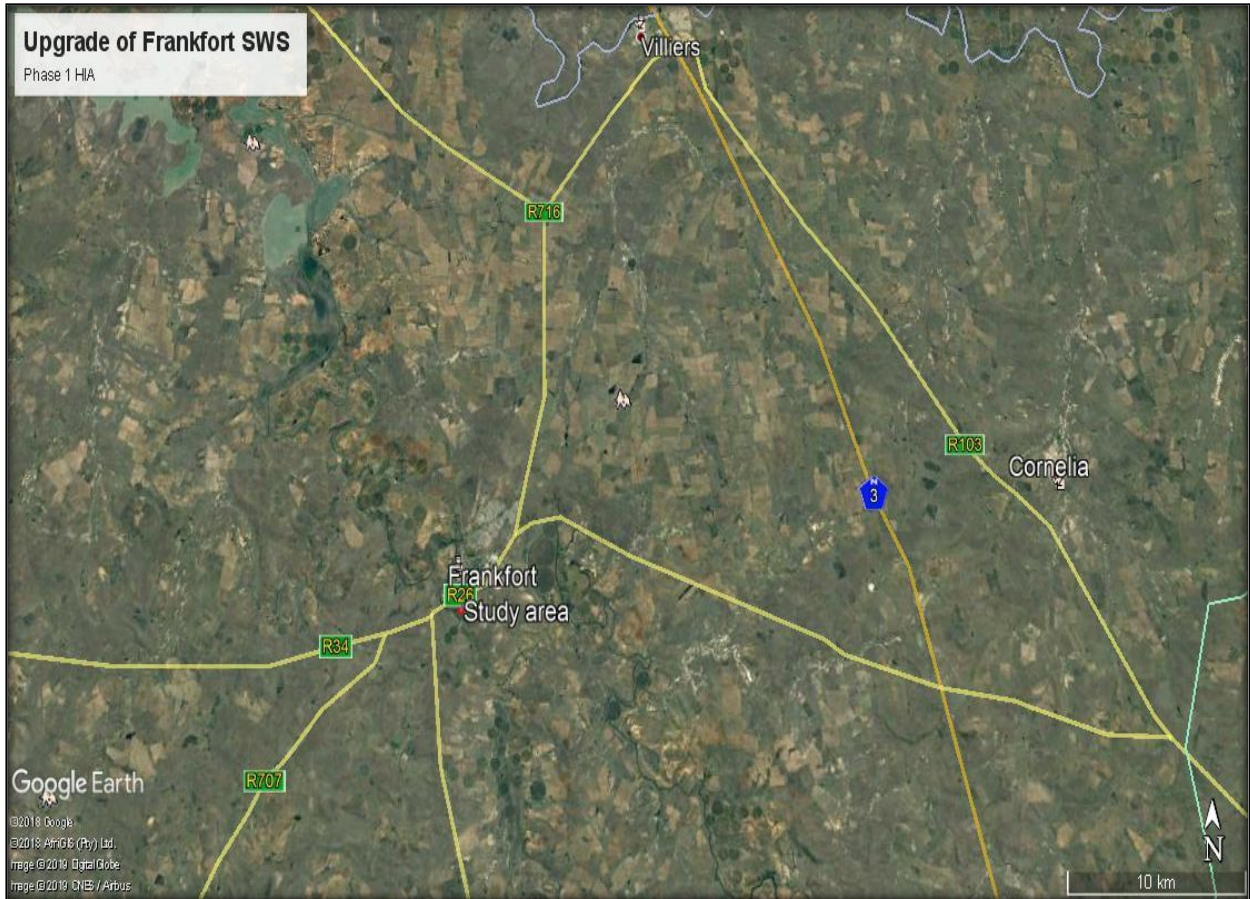 Upgrade of Frankfort SWS
Phase 1 HIA
Villiers
R716
R103
Cornelia
N
3
Frankfort
R26
Study area
R34
R707
Google Earth
©2018 Google
©2018 AfriGIS (Pty) Ltd.
Image ©2019 DigitalGlobe
Image ©2019 CNES / Airbus
N
10 km